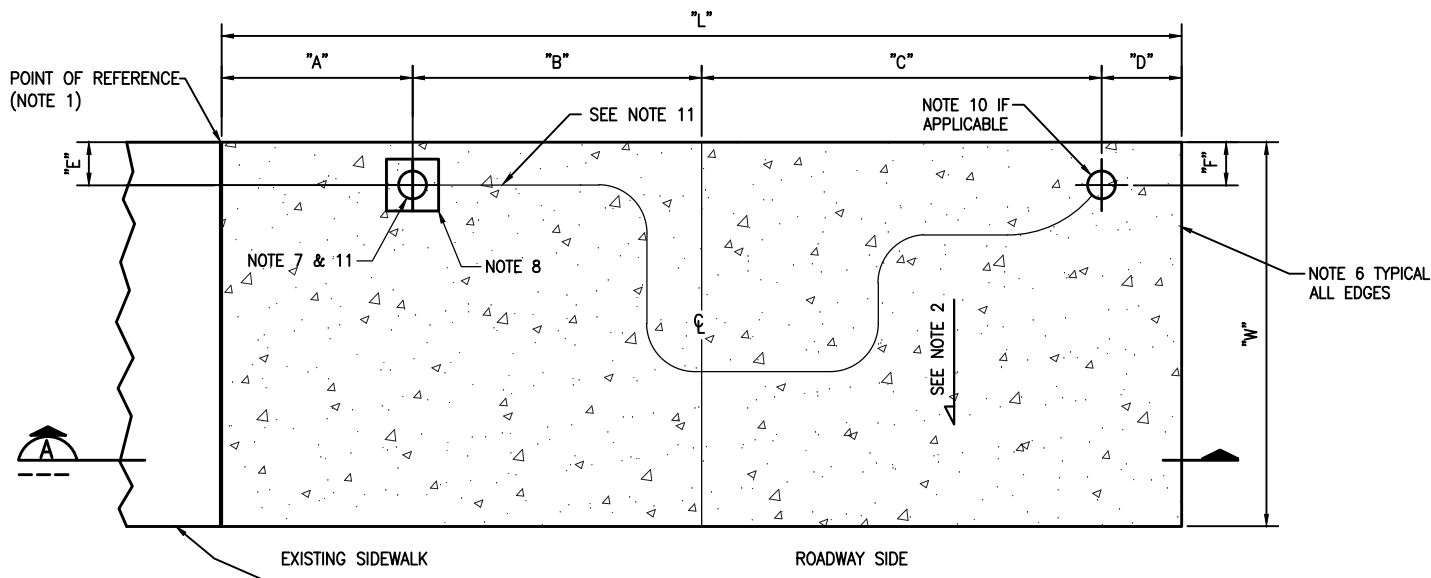 "L"
"A"
"B"
"C"
"D"
POINT OF REFERENCE
(NOTE 1)
SEE NOTE 11
NOTE 10 IF
APPLICABLE
"E"
"F"
NOTE 7 & 11
NOTE 8
NOTE 6 TYPICAL
ALL EDGES
℄
SEE NOTE 2
"W"
A
EXISTING SIDEWALK
ROADWAY SIDE